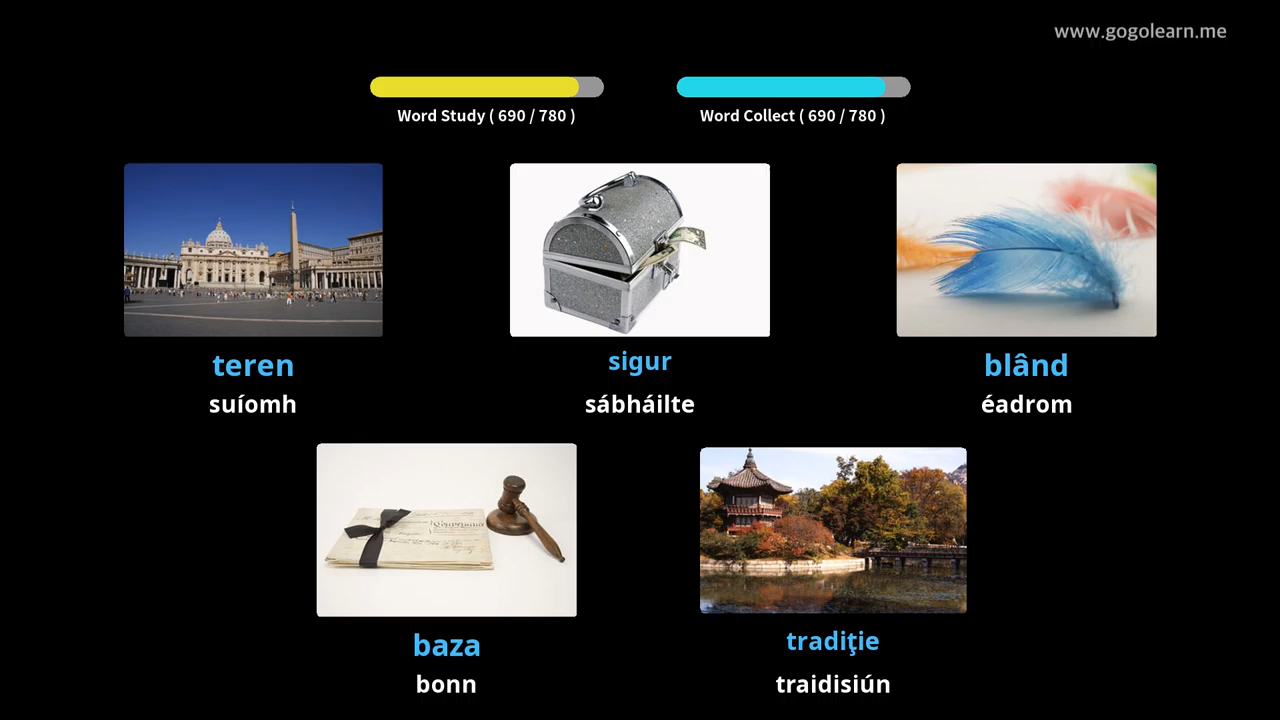 www.gogolearn.me
Word Study ( 690 / 780 )
Word Collect ( 690 / 780 )
teren
suíomh
sigur
sábháilte
blând
éadrom
baza
bonn
tradiţie
traidisiún